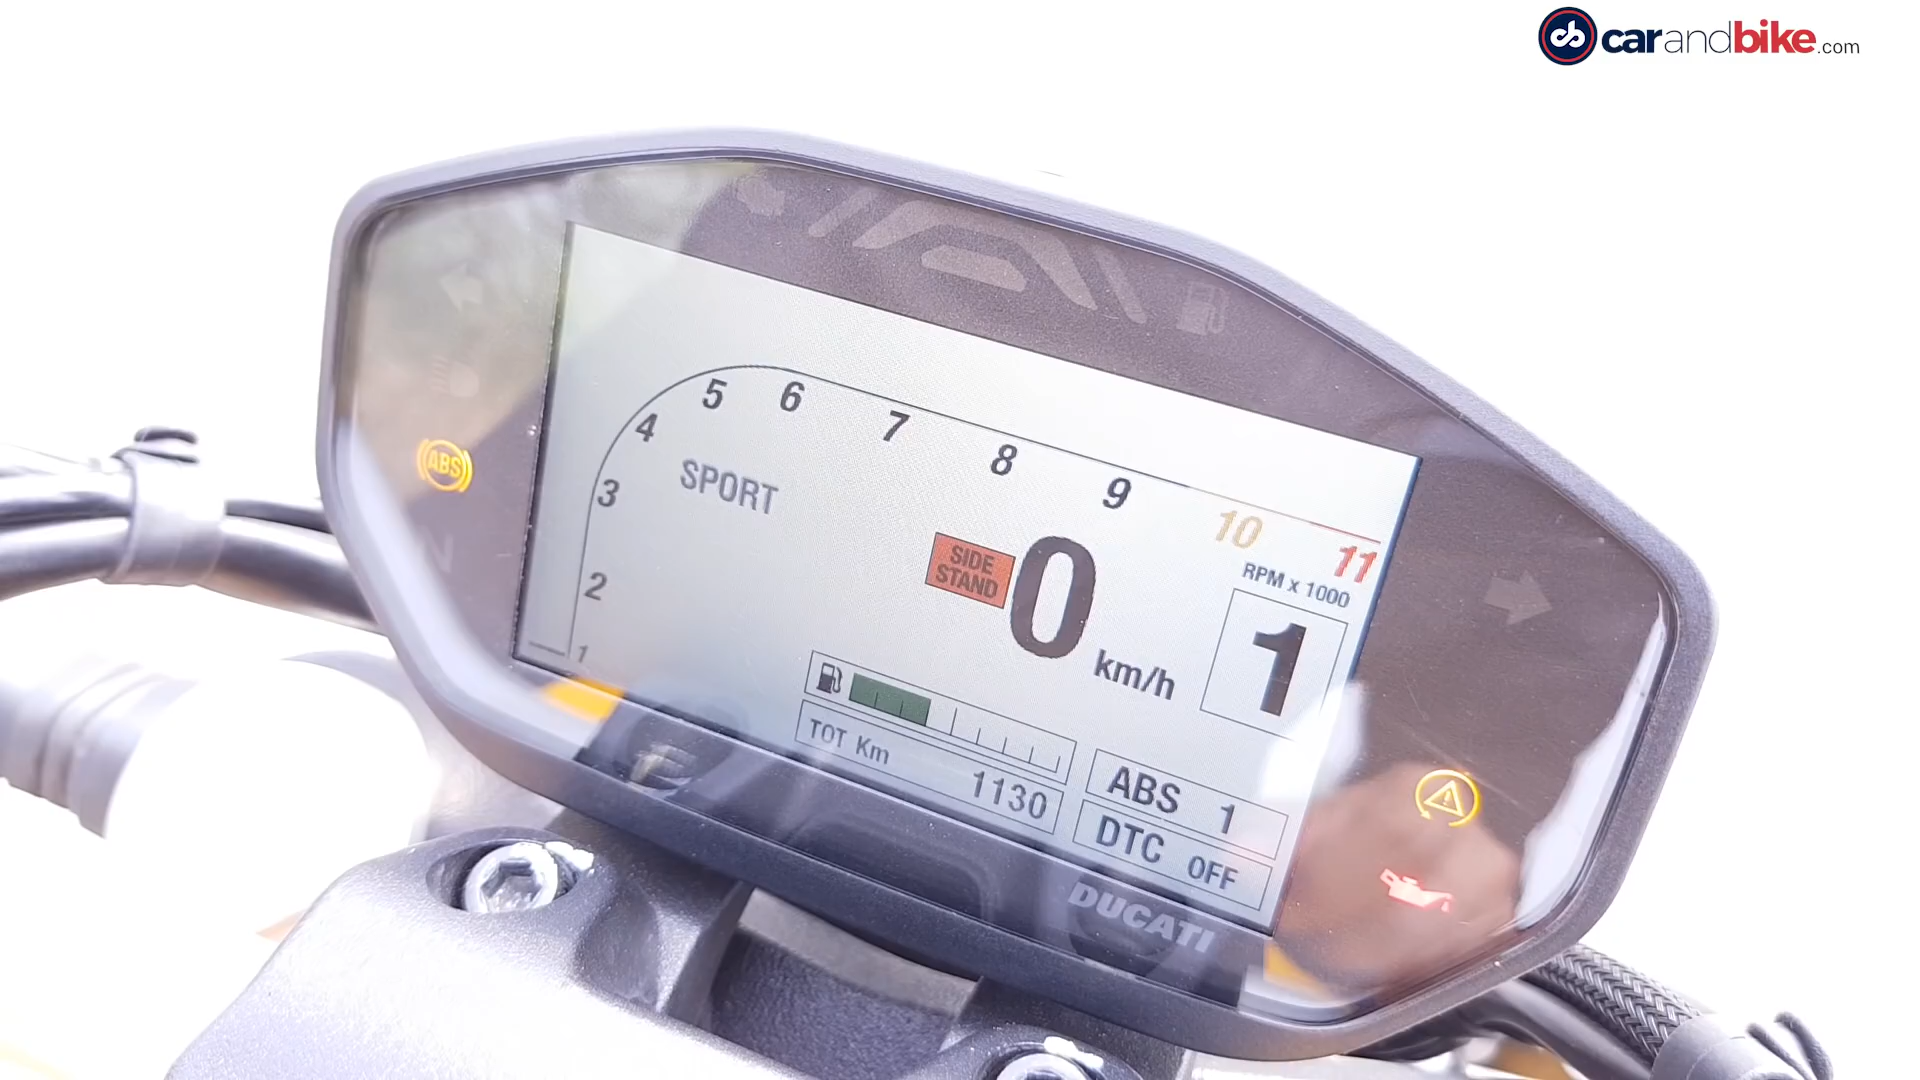 carandbike.com
5 6
4 7
8
3 SPORT 9
10
ABS
SIDE
STAND
0 km/h
11
RPM x 1000
N
2
1
1
TOT Km
1130
ABS 1
DTC OFF
DUCATI